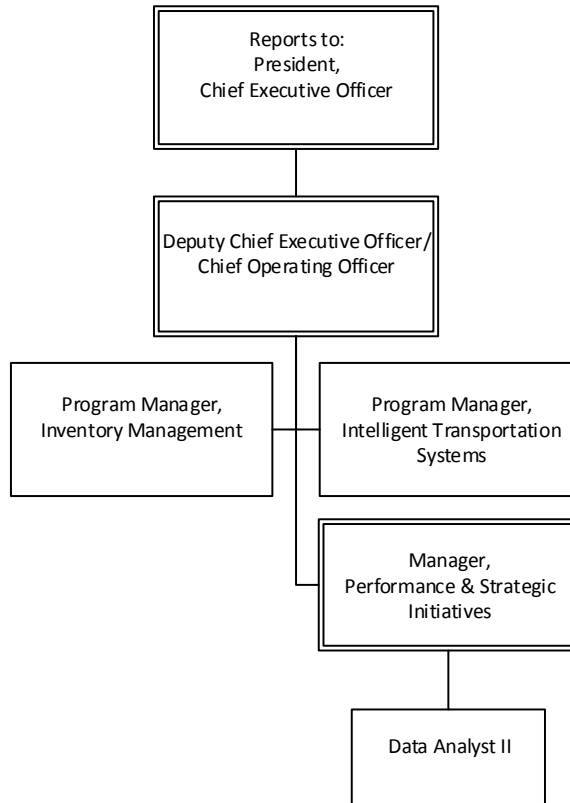 Reports to:
President,
Chief Executive Officer
Deputy Chief Executive Officer/
Chief Operating Officer
Program Manager,
Inventory Management
Program Manager,
Intelligent Transportation
Systems
Manager,
Performance & Strategic
Initiatives
Data Analyst II